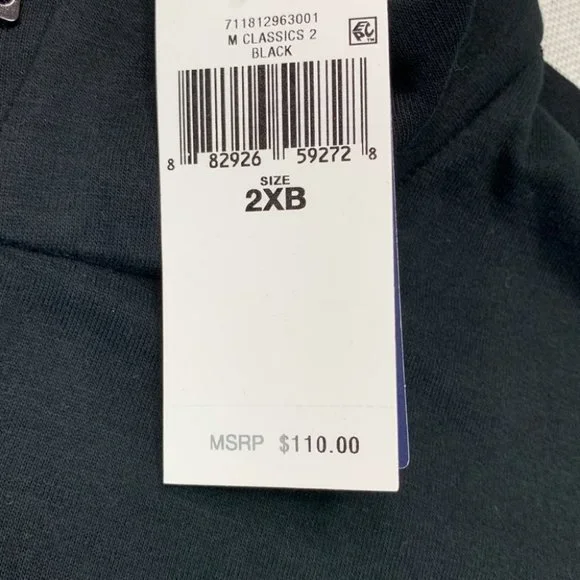 711812963001
M CLASSICS 2
BLACK
8 82926 59272 8
SIZE
2XB
MSRP $110.00